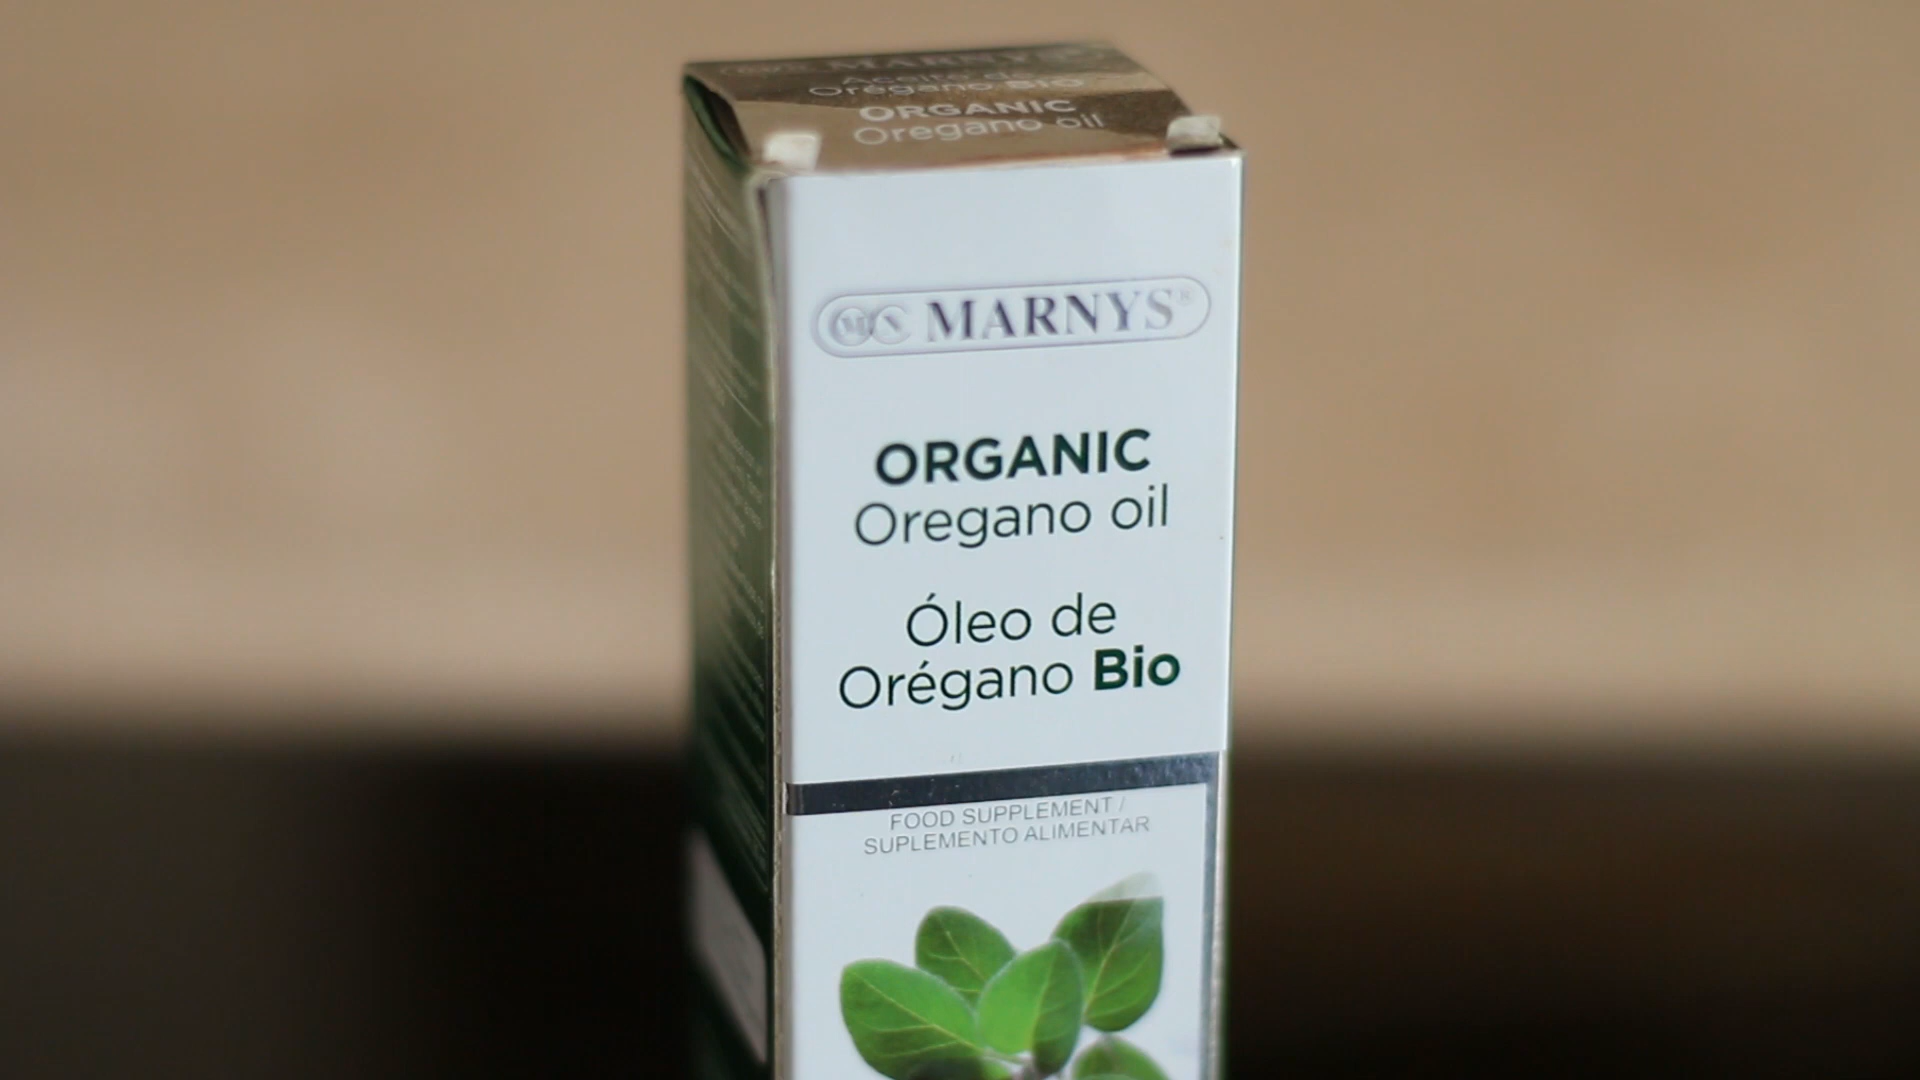 MARNYS
Aceite de
Orégano Bio
ORGANIC
Oregano oil
MARNYS®
ORGANIC
Oregano oil
Óleo de
Orégano Bio
FOOD SUPPLEMENT /
SUPLEMENTO ALIMENTAR